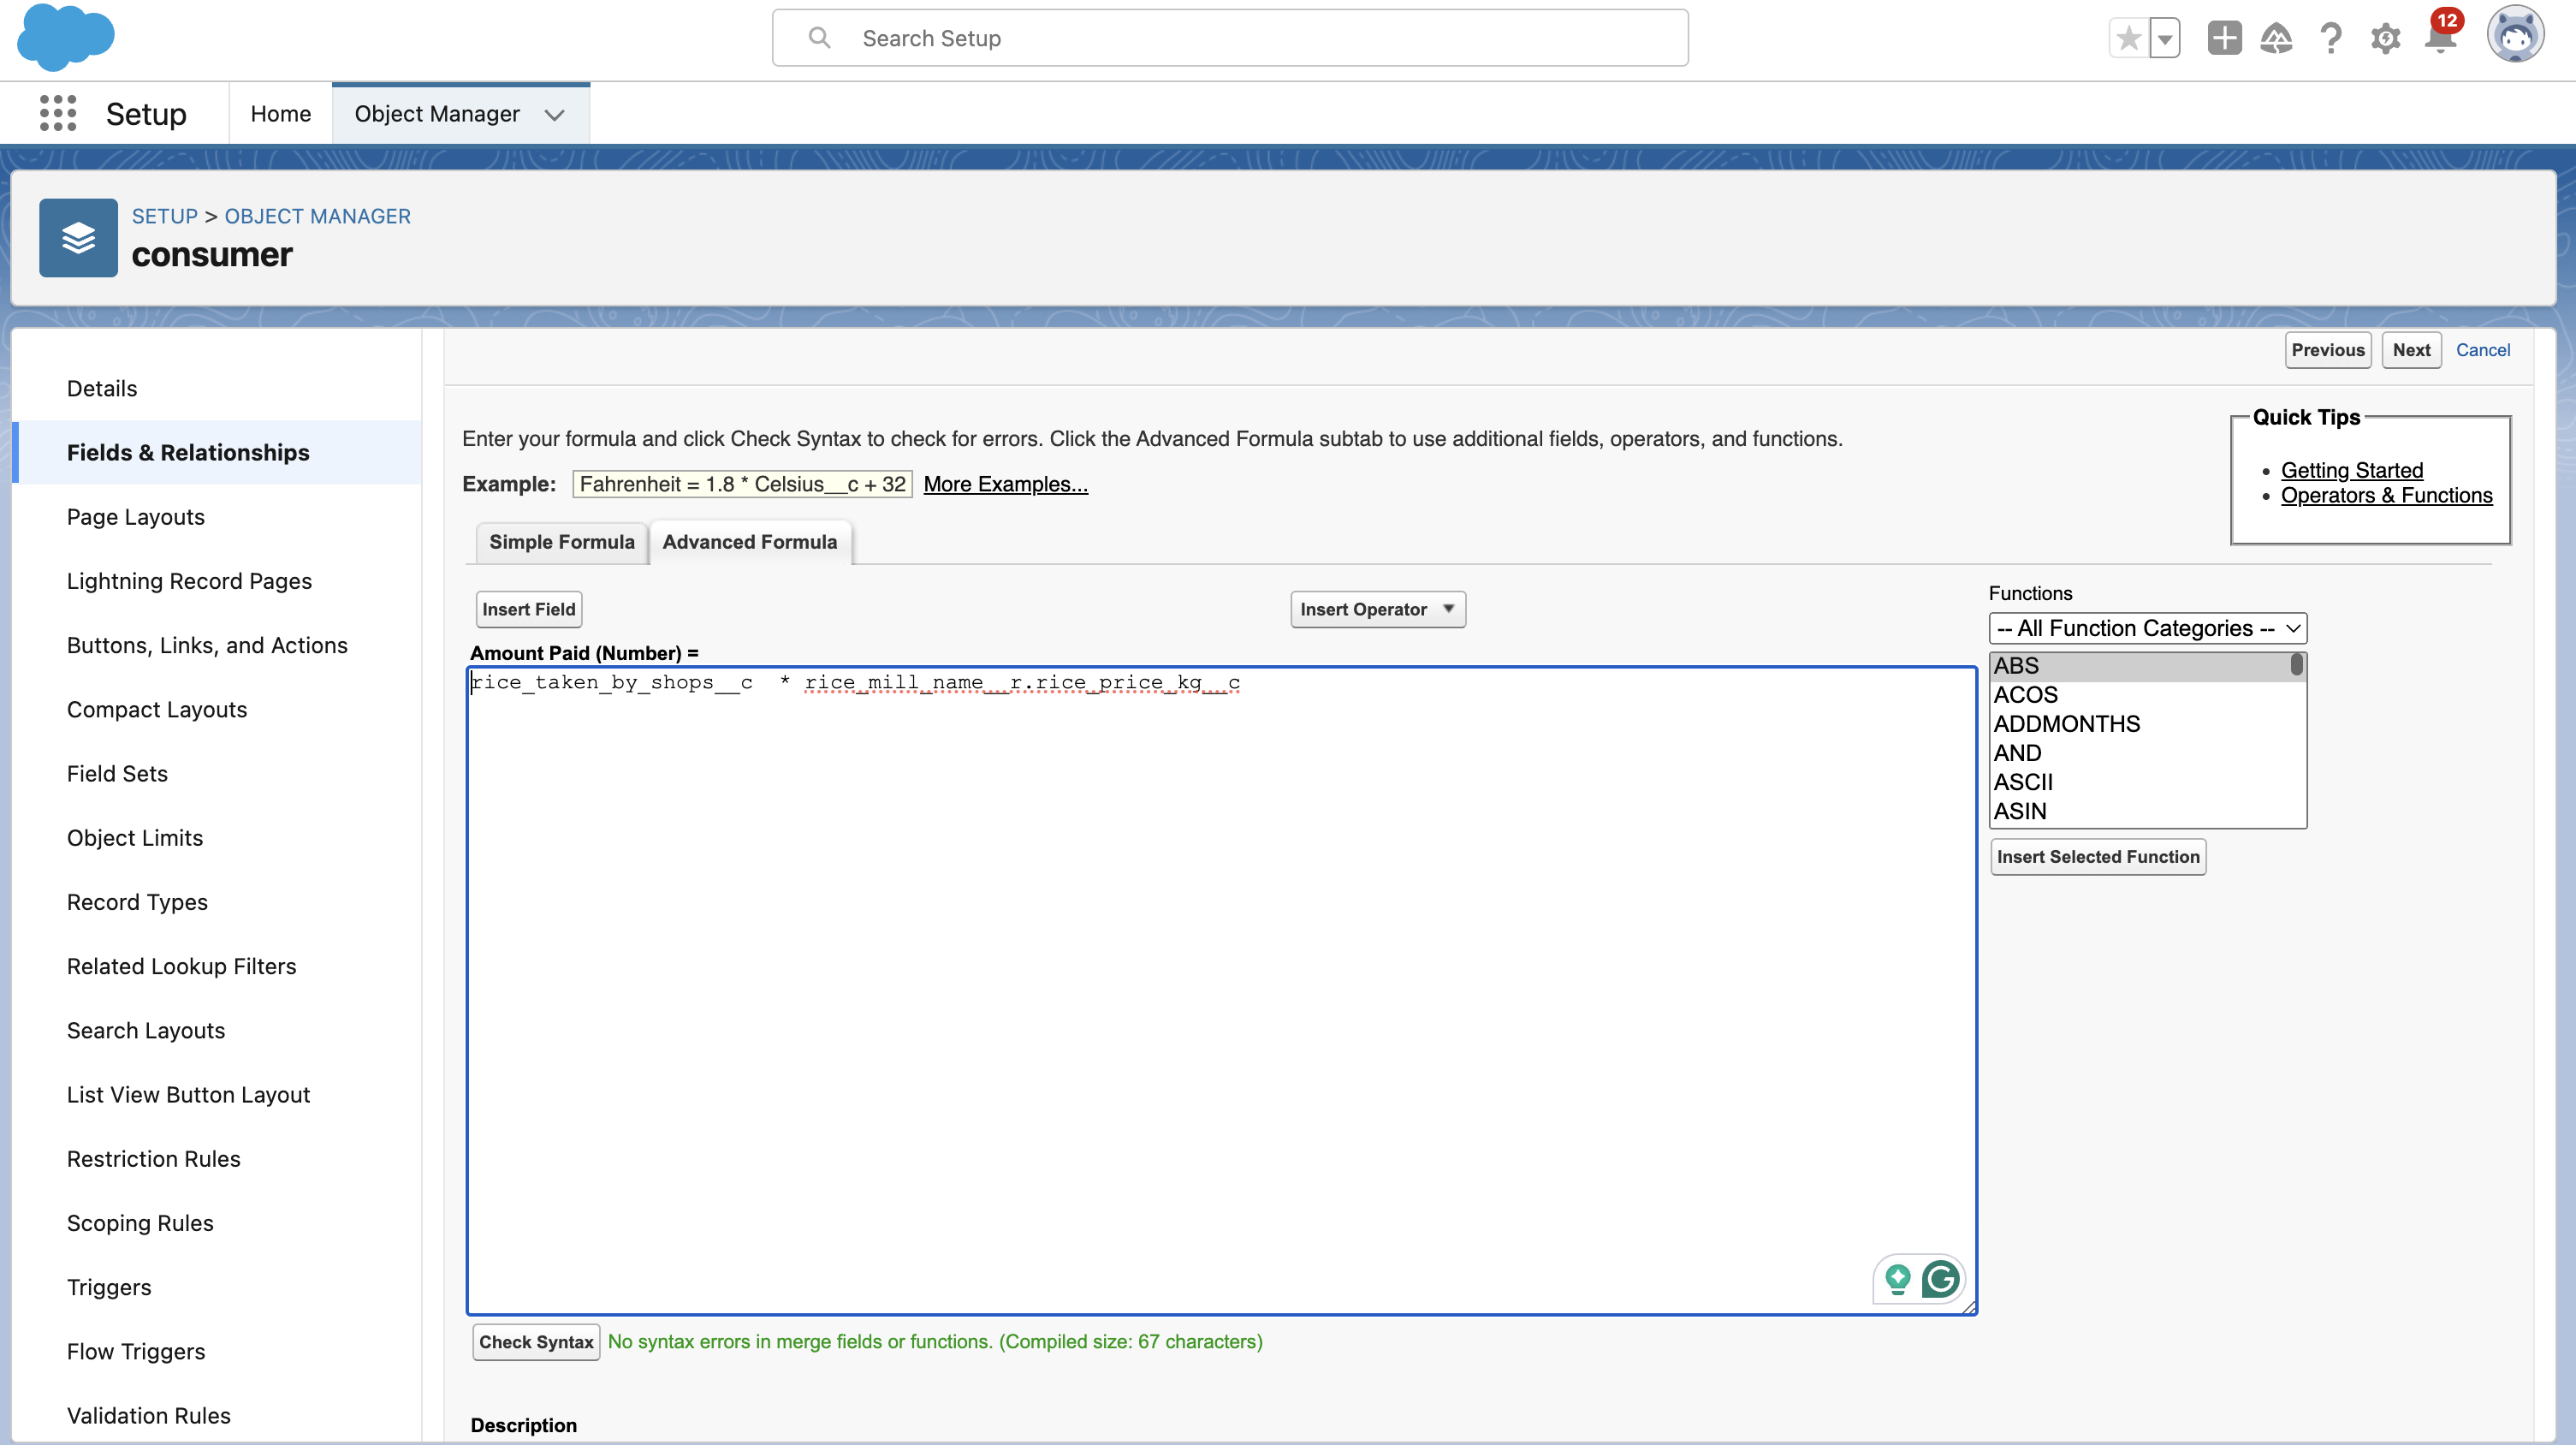 Search Setup
12
Setup
Home
Object Manager
SETUP > OBJECT MANAGER
consumer
Details
Fields & Relationships
Page Layouts
Lightning Record Pages
Buttons, Links, and Actions
Compact Layouts
Field Sets
Object Limits
Record Types
Related Lookup Filters
Search Layouts
List View Button Layout
Restriction Rules
Scoping Rules
Triggers
Flow Triggers
Validation Rules
Previous Next Cancel
Enter your formula and click Check Syntax to check for errors. Click the Advanced Formula subtab to use additional fields, operators, and functions.
Example: Fahrenheit = 1.8 * Celsius__c + 32 More Examples...
Quick Tips
• Getting Started
• Operators & Functions
Simple Formula Advanced Formula
Insert Field Insert Operator
Amount Paid (Number) =
rice_taken_by_shops__c * rice_mill_name__r.rice_price_kg__c
Functions
-- All Function Categories --
ABS
ACOS
ADDMONTHS
AND
ASCII
ASIN
Insert Selected Function
Check Syntax No syntax errors in merge fields or functions. (Compiled size: 67 characters)
Description